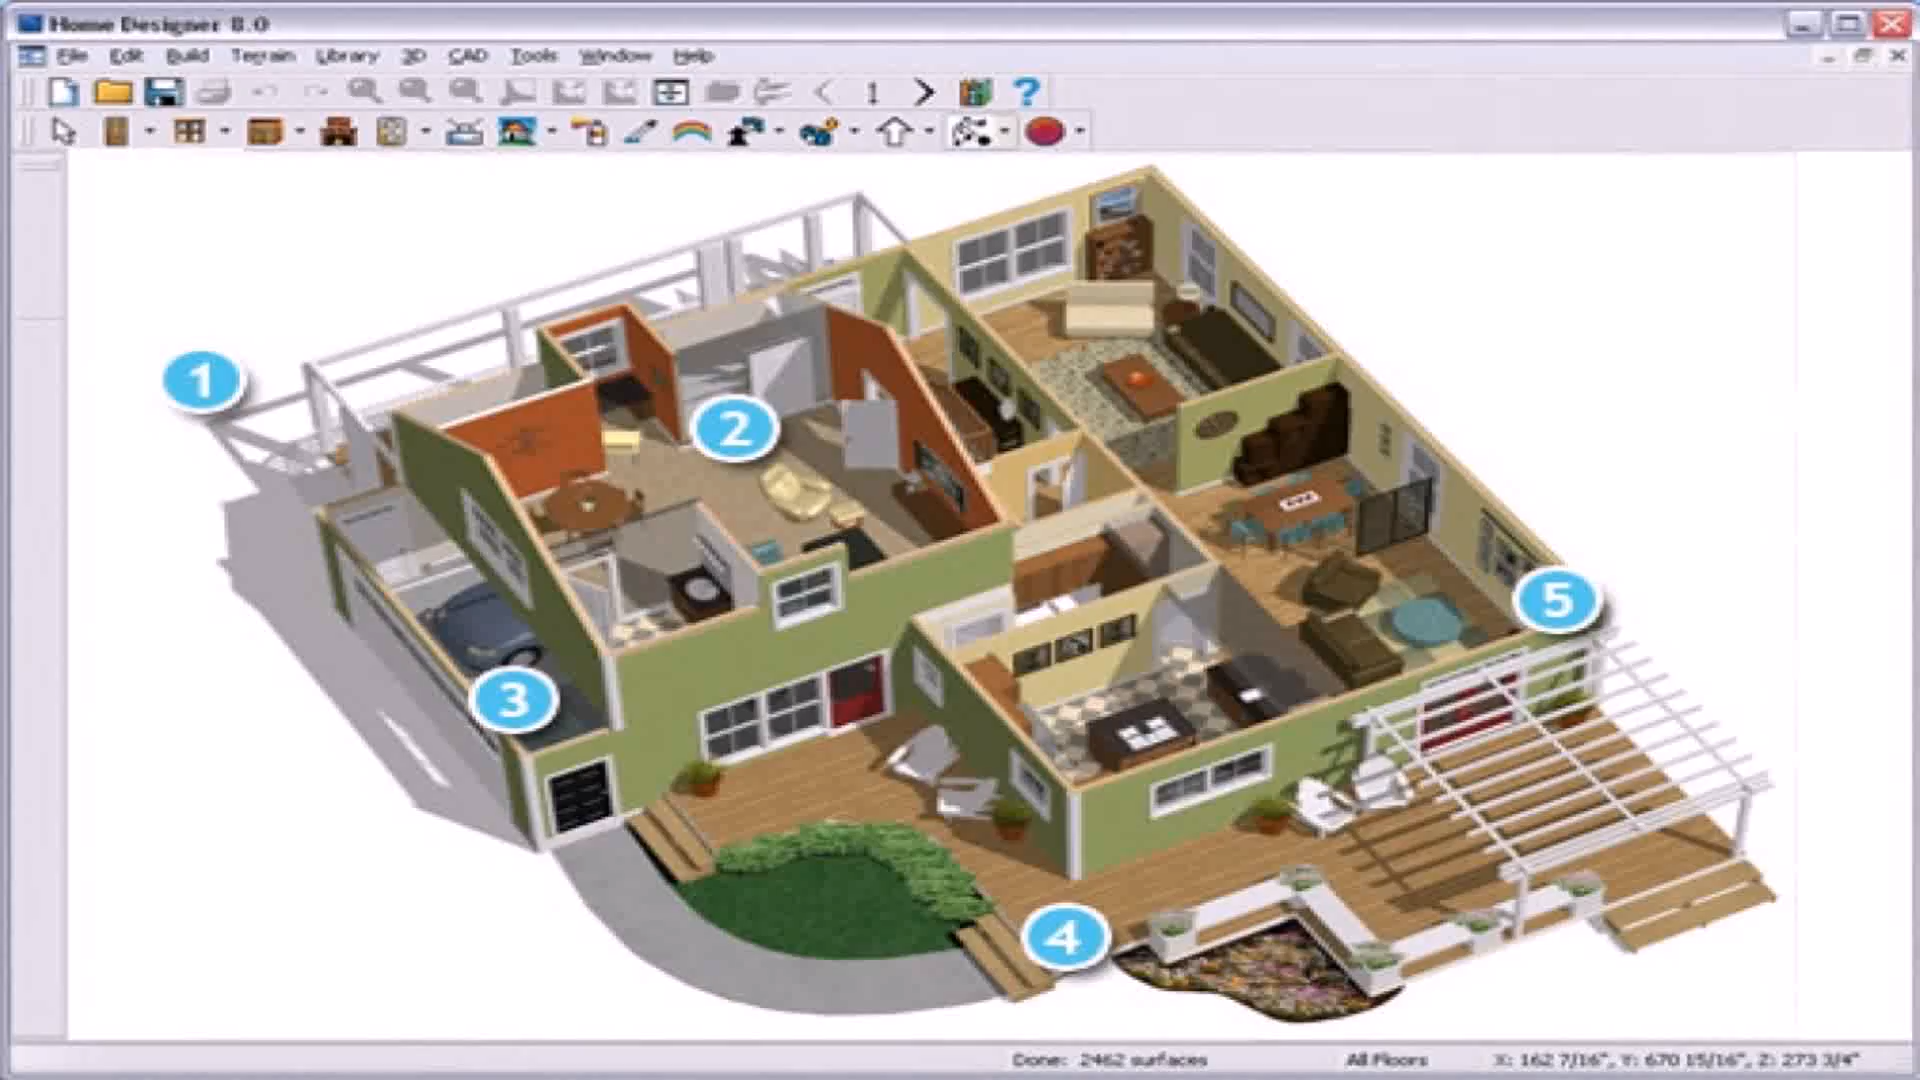 Home Designer 8.0
File Edit Build Terrain Library 3D CAD Tools Window Help
1
1
2
3
4
5
Done: 2462 surfaces All Floors X: 162 7/16", Y: 670 15/16", Z: 273 3/4"